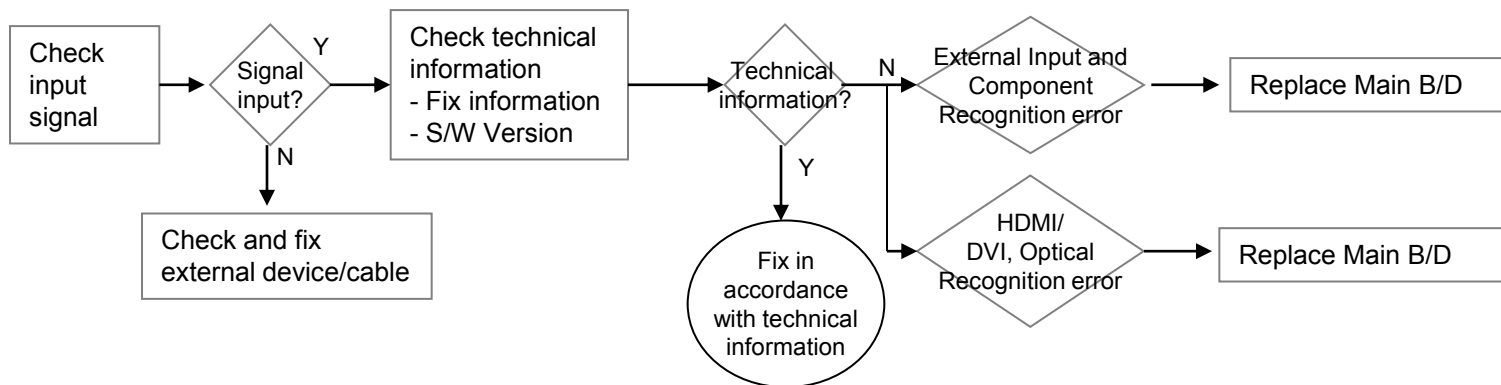 Check
input
signal
Signal
input?
Y
N
Check technical
information
- Fix information
- S/W Version
Check and fix
external device/cable
Technical
information?
N
Y
Fix in
accordance
with technical
information
External Input and
Component
Recognition error
Replace Main B/D
HDMI/
DVI, Optical
Recognition error
Replace Main B/D